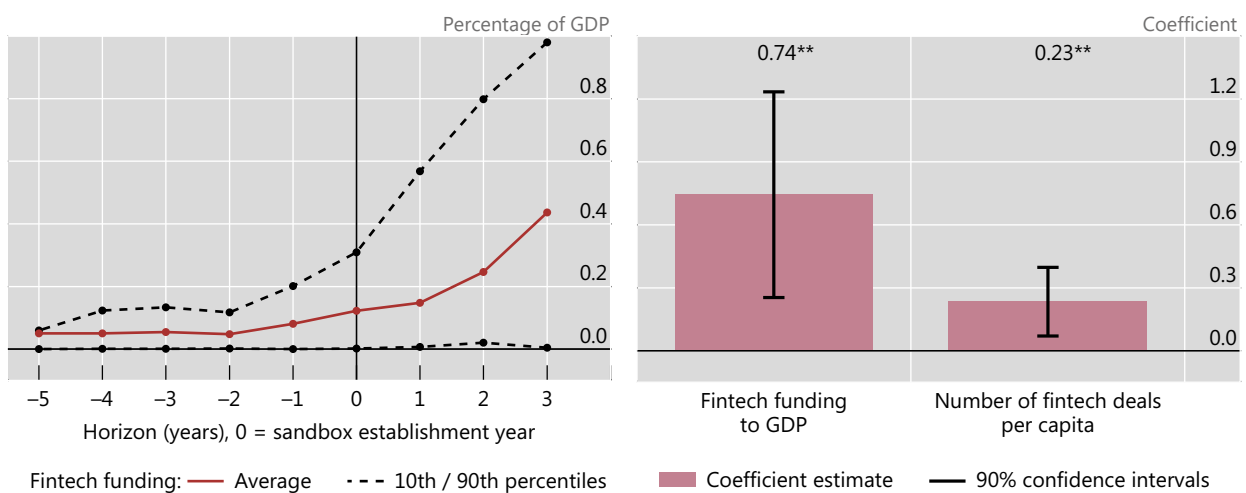 Percentage of GDP
0.8
0.6
0.4
0.2
0.0
–5 –4 –3 –2 –1 0 1 2 3
Horizon (years), 0 = sandbox establishment year
Fintech funding: Average 10th / 90th percentiles
Coefficient
0.74** 0.23**
1.2
0.9
0.6
0.3
0.0
Fintech funding
to GDP
Number of fintech deals
per capita
Coefficient estimate 90% confidence intervals